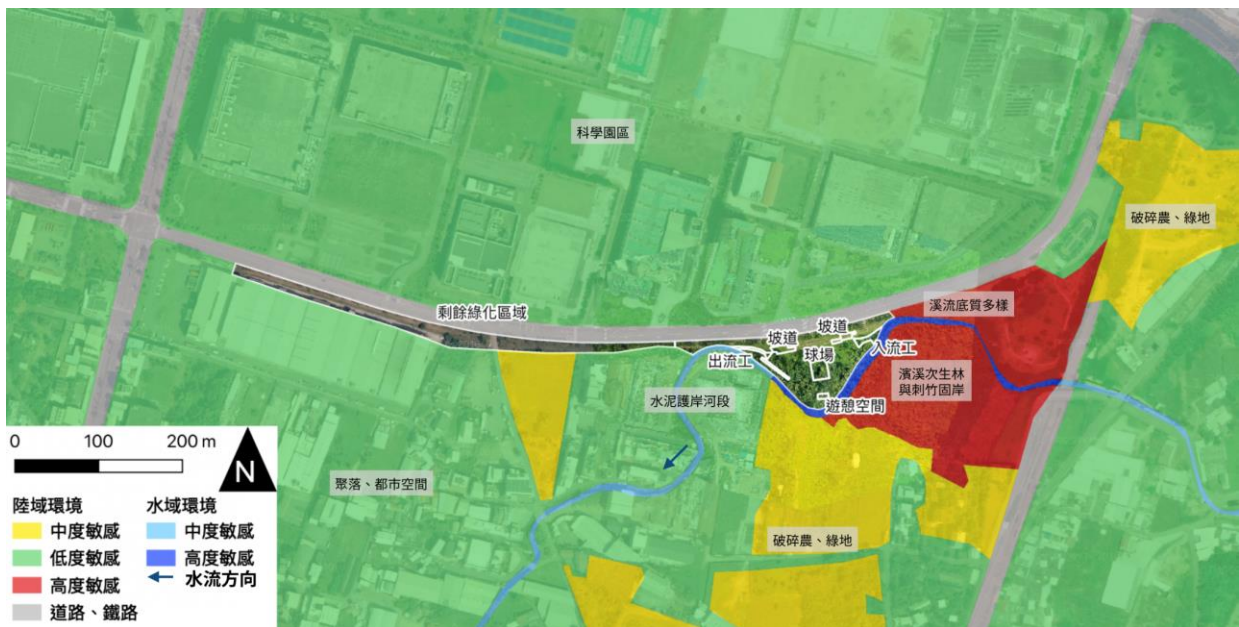 科學園區
破碎農、綠地
溪流底質多樣
剩餘綠化區域
坡道
坡道
入流工
出流工
球場
濱溪次生林
與刺竹固岸
水泥護岸河段
遊憩空間
聚落、都市空間
破碎農、綠地
0 100 200 m
N
陸域環境 水域環境
中度敏感 中度敏感
低度敏感 高度敏感
高度敏感 水流方向
道路、鐵路